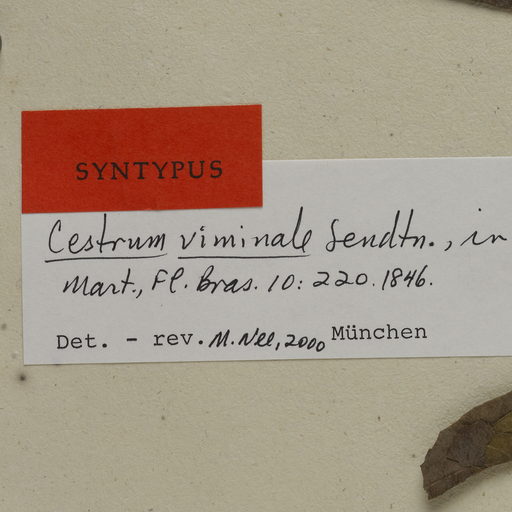 SYNTYPUS
Cestrum viminale Sendtn., in
Mart., Fl. Bras. 10: 220. 1846.
Det. - rev. M. Nee, 2000 München